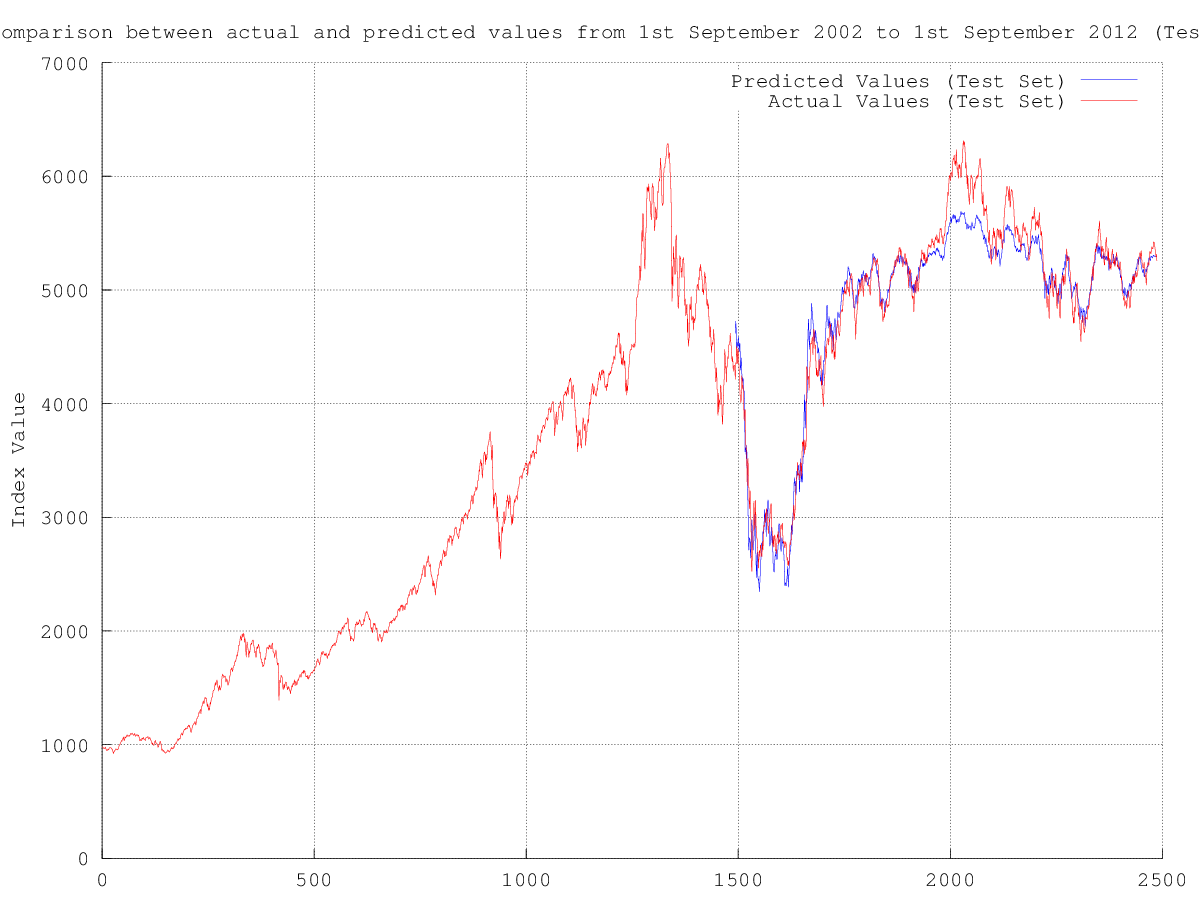 omparison between actual and predicted values from 1st September 2002 to 1st September 2012 (Tes
7000
Predicted Values (Test Set)
Actual Values (Test Set)
6000
5000
4000
Index Value
3000
2000
1000
0
0 500 1000 1500 2000 2500